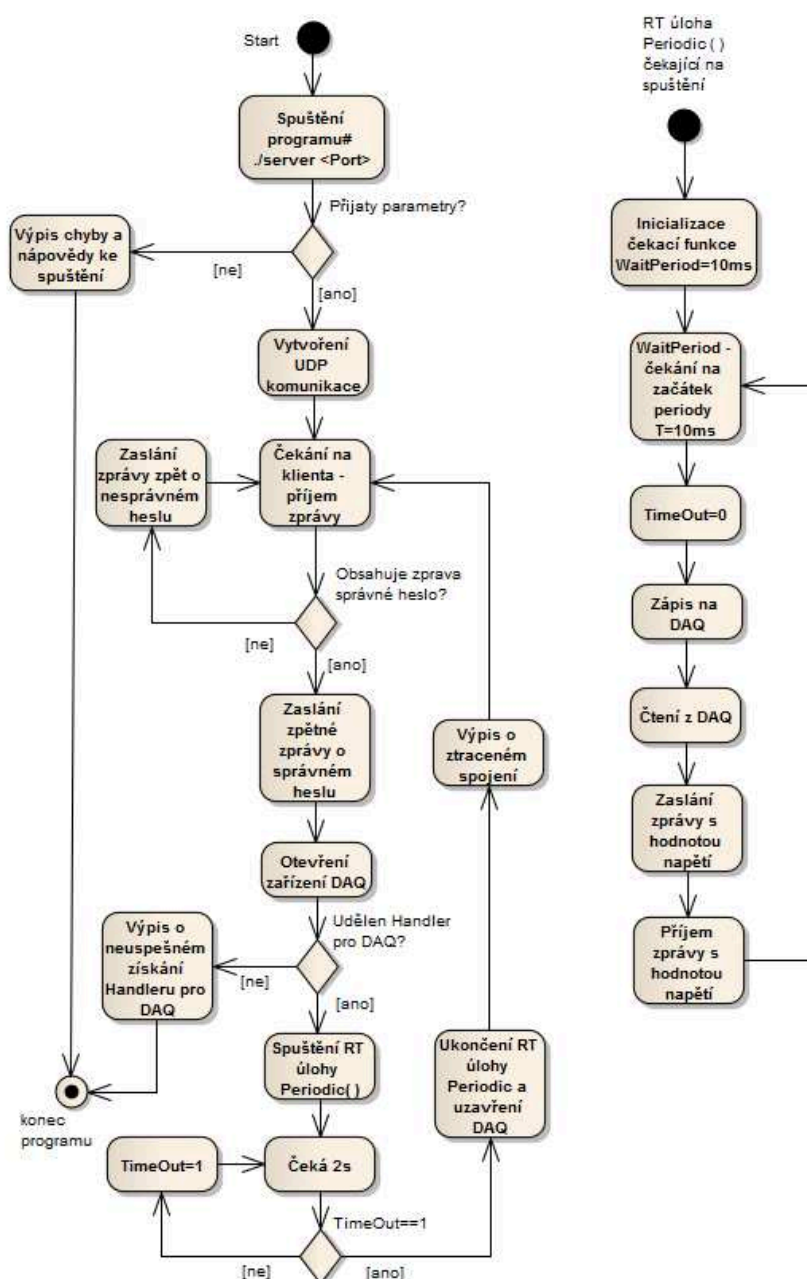 Start
Spuštění
programu#
./server <Port>
Přijaty parametry?
Výpis chyby a
nápovědy ke
spuštění
[ne]
[ano]
Vytvoření
UDP
komunikace
Zaslání
zprávy zpět o
nesprávném
heslu
Čekání na
klienta -
příjem
zprávy
Obsahuje zprava
správné heslo?
[ne]
[ano]
Zaslání
zpětné
zprávy o
správném
heslu
Výpis o
ztraceném
spojení
Otevření
zařízení DAQ
Udělen Handler
pro DAQ?
Výpis o
neuspešném
získání
Handleru pro
DAQ
[ne]
[ano]
Spuštění RT
úlohy
Periodic( )
Ukončení RT
úlohy
Periodic a
uzavření
DAQ
konec
programu
TimeOut=1
Čeká 2s
TimeOut==1
[ne]
[ano]
RT úloha
Periodic ( )
čekající na
spuštění
Inicializace
čekací funkce
WaitPeriod=10ms
WaitPeriod -
čekání na
začátek
periody
T=10ms
TimeOut=0
Zápis na
DAQ
Čtení z DAQ
Zaslání
zprávy s
hodnotou
napětí
Příjem
zprávy s
hodnotou
napětí